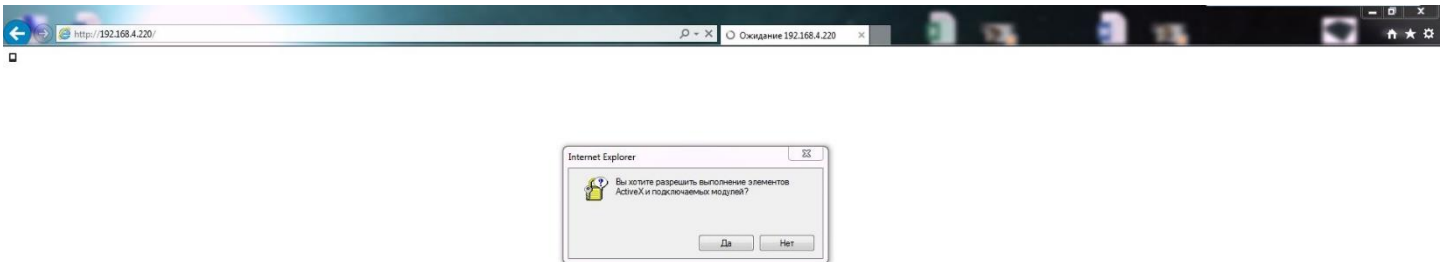 http://192.168.4.220/
Ожидание 192.168.4.220
Internet Explorer
Вы хотите разрешить выполнение элементов
ActiveX и подключаемых модулей?
Да
Нет